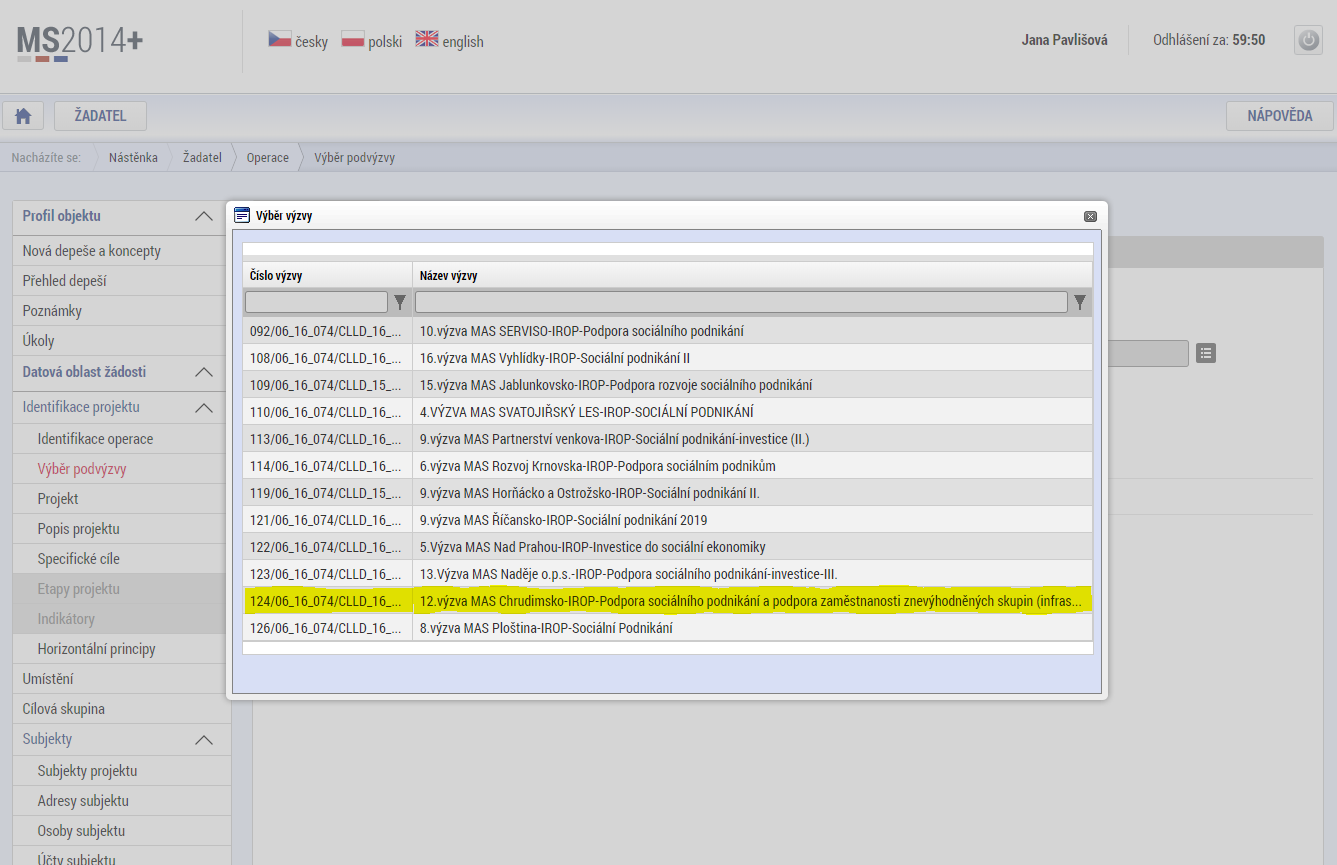 MS2014+
česky polski english
Jana Pavlišová
Odhlášení za: 59:50
ŽADATEL
NÁPOVĚDA
Nacházíte se: Nástěnka Žadatel Operace Výběr podvýzvy
Profil objektu
Nová depeše a koncepty
Přehled depeší
Poznámky
Úkoly
Datová oblast žádosti
Identifikace projektu
Identifikace operace
Výběr podvýzvy
Projekt
Popis projektu
Specifické cíle
Etapy projektu
Indikátory
Horizontální principy
Umístění
Cílová skupina
Subjekty
Subjekty projektu
Adresy subjektu
Osoby subjektu
Účty subjektu
Výběr výzvy
Číslo výzvy Název výzvy
092/06_16_074/CLLD_16_... 10.výzva MAS SERVISO-IROP-Podpora sociálního podnikání
108/06_16_074/CLLD_16_... 16.výzva MAS Vyhlídky-IROP-Sociální podnikání II
109/06_16_074/CLLD_15_... 15.výzva MAS Jablunkovsko-IROP-Podpora rozvoje sociálního podnikání
110/06_16_074/CLLD_16_... 4.VÝZVA MAS SVATOJIŘSKÝ LES-IROP-SOCIÁLNÍ PODNIKÁNÍ
113/06_16_074/CLLD_16_... 9.výzva MAS Partnerství venkova-IROP-Sociální podnikání-investice (II.)
114/06_16_074/CLLD_16_... 6.výzva MAS Rozvoj Krnovska-IROP-Podpora sociálním podnikům
119/06_16_074/CLLD_15_... 9.výzva MAS Horňácko a Ostrožsko-IROP-Sociální podnikání II.
121/06_16_074/CLLD_16_... 9.výzva MAS Říčansko-IROP-Sociální podnikání 2019
122/06_16_074/CLLD_16_... 5.Výzva MAS Nad Prahou-IROP-Investice do sociální ekonomiky
123/06_16_074/CLLD_16_... 13.Výzva MAS Naděje o.p.s.-IROP-Podpora sociálního podnikání-investice-III.
124/06_16_074/CLLD_16_... 12.výzva MAS Chrudimsko-IROP-Podpora sociálního podnikání a podpora zaměstnanosti znevýhodněných skupin (infras...
126/06_16_074/CLLD_16_... 8.výzva MAS Ploština-IROP-Sociální Podnikání